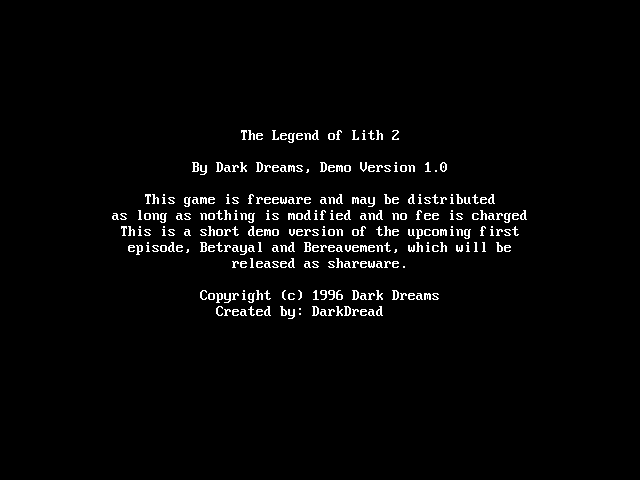 The Legend of Lith 2
By Dark Dreams, Demo Version 1.0
This game is freeware and may be distributed
as long as nothing is modified and no fee is charged
This is a short demo version of the upcoming first
episode, Betrayal and Bereavement, which will be
released as shareware.
Copyright (c) 1996 Dark Dreams
Created by: DarkDread